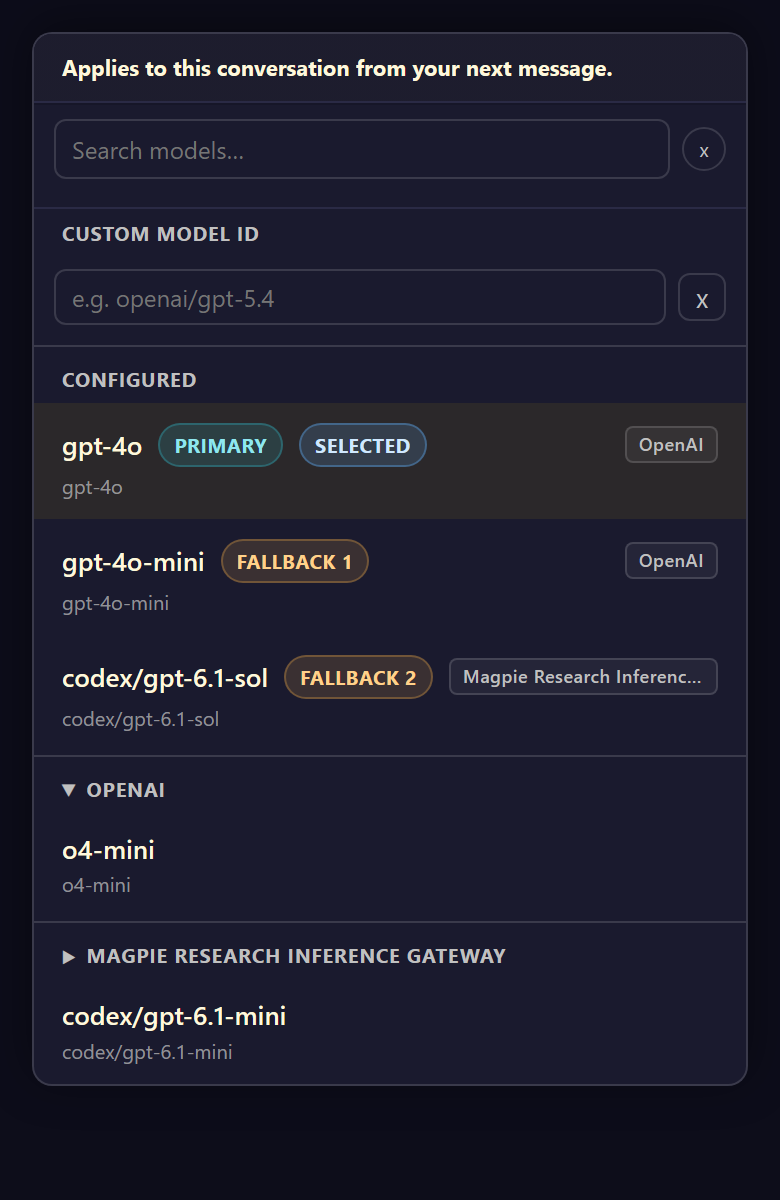 Applies to this conversation from your next message.
Search models…
x
CUSTOM MODEL ID
e.g. openai/gpt-5.4
x
CONFIGURED
gpt-4o PRIMARY SELECTED OpenAI
gpt-4o
gpt-4o-mini FALLBACK 1 OpenAI
gpt-4o-mini
codex/gpt-6.1-sol FALLBACK 2 Magpie Research Inferenc…
codex/gpt-6.1-sol
▼ OPENAI
o4-mini
o4-mini
▶ MAGPIE RESEARCH INFERENCE GATEWAY
codex/gpt-6.1-mini
codex/gpt-6.1-mini